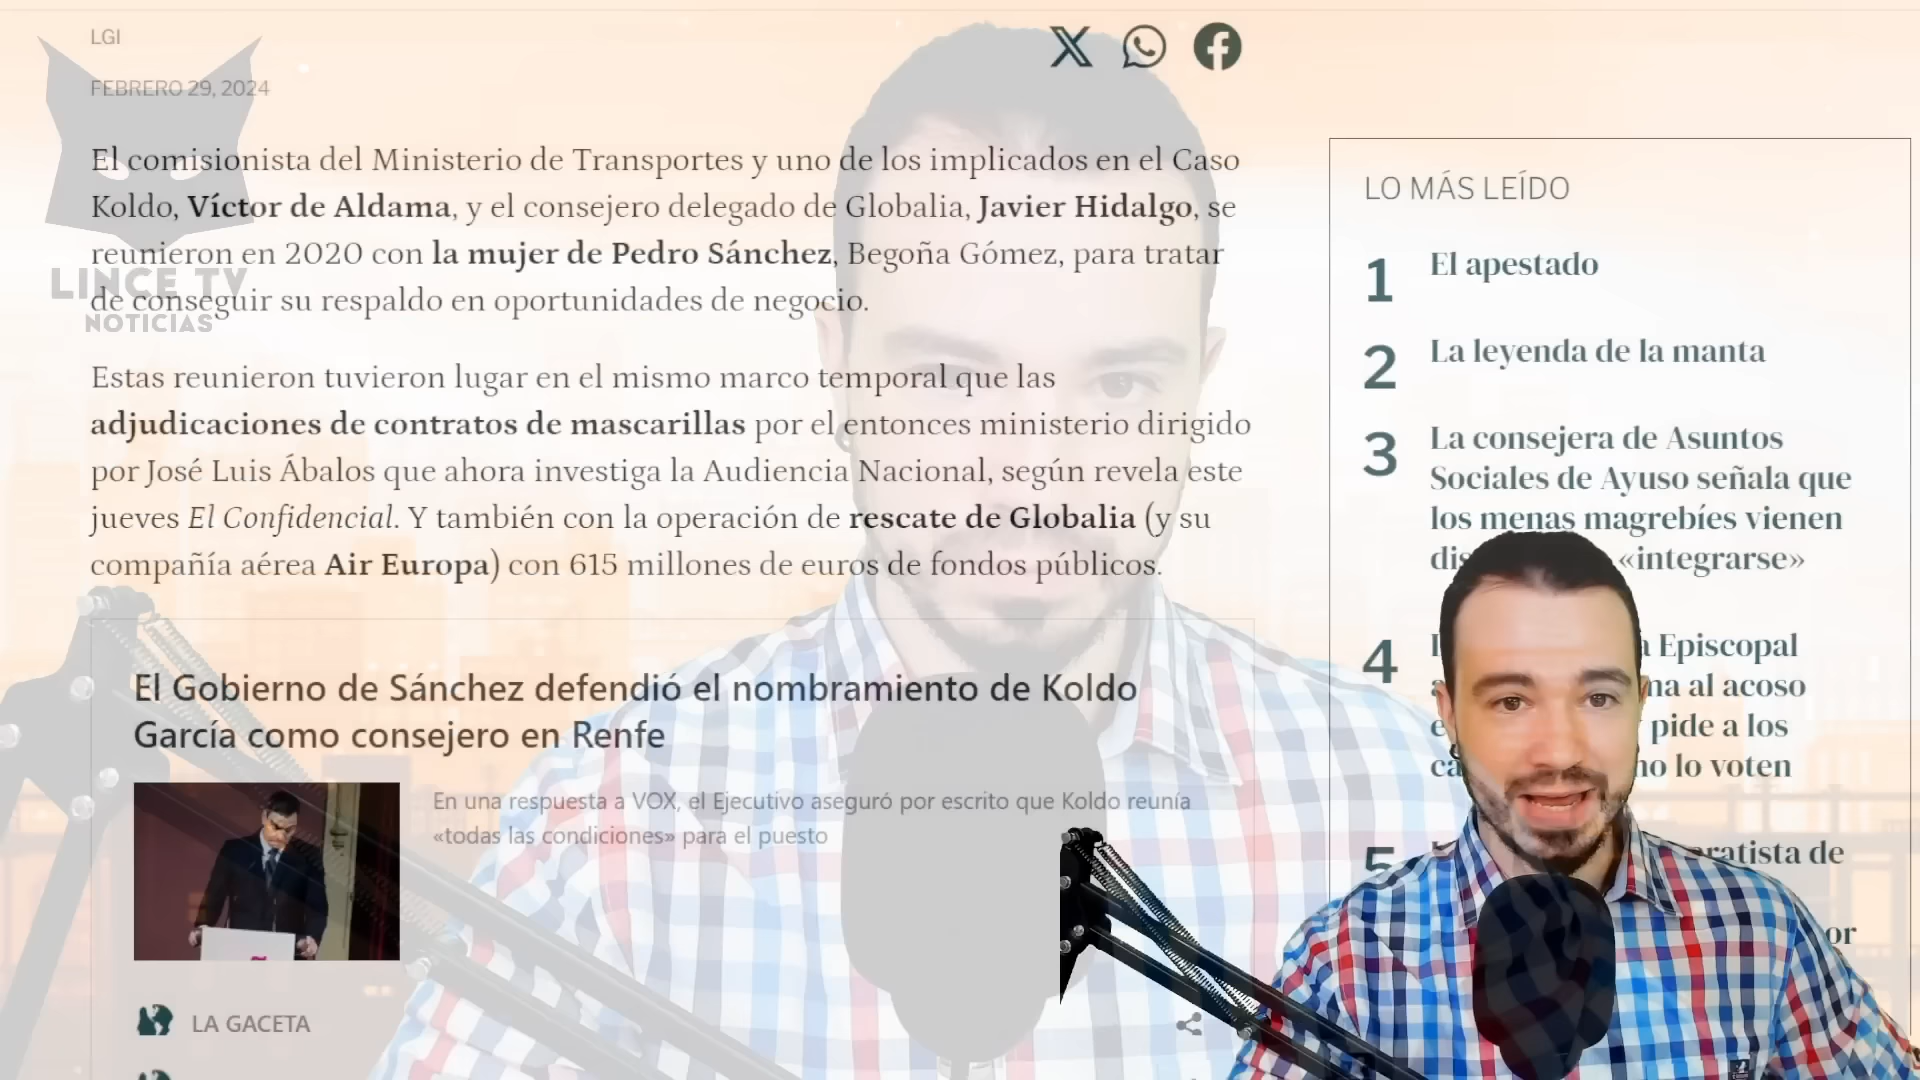 LGI
FEBRERO 29, 2024
El comisionista del Ministerio de Transportes y uno de los implicados en el Caso
Koldo, Víctor de Aldama, y el consejero delegado de Globalia, Javier Hidalgo, se
reunieron en 2020 con la mujer de Pedro Sánchez, Begoña Gómez, para tratar
de conseguir su respaldo en oportunidades de negocio.
LINCE TV
NOTICIAS
Estas reunieron tuvieron lugar en el mismo marco temporal que las
adjudicaciones de contratos de mascarillas por el entonces ministerio dirigido
por José Luis Ábalos que ahora investiga la Audiencia Nacional, según revela este
jueves El Confidencial. Y también con la operación de rescate de Globalia (y su
compañía aérea Air Europa) con 615 millones de euros de fondos públicos.
El Gobierno de Sánchez defendió el nombramiento de Koldo
García como consejero en Renfe
En una respuesta a VOX, el Ejecutivo aseguró por escrito que Koldo reunía
«todas las condiciones» para el puesto
LA GACETA
LO MÁS LEÍDO
1 El apestado
2 La leyenda de la manta
3 La consejera de Asuntos
Sociales de Ayuso señala que
los menas magrebíes vienen
«integrarse»
4 Episcopal
al acoso
pide a los
no lo voten
5
de